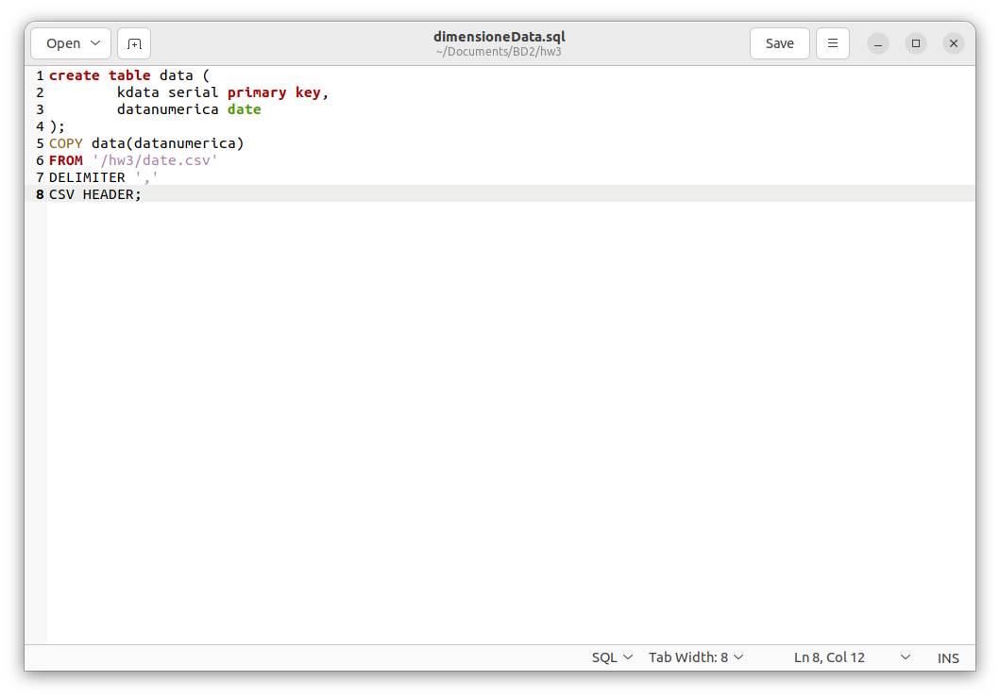 Open
dimensioneData.sql
~/Documents/BD2/hw3
Save
1 create table data (
2 kdata serial primary key,
3 datanumerica date
4 );
5 COPY data(datanumerica)
6 FROM '/hw3/date.csv'
7 DELIMITER ','
8 CSV HEADER;
SQL Tab Width: 8 Ln 8, Col 12 INS